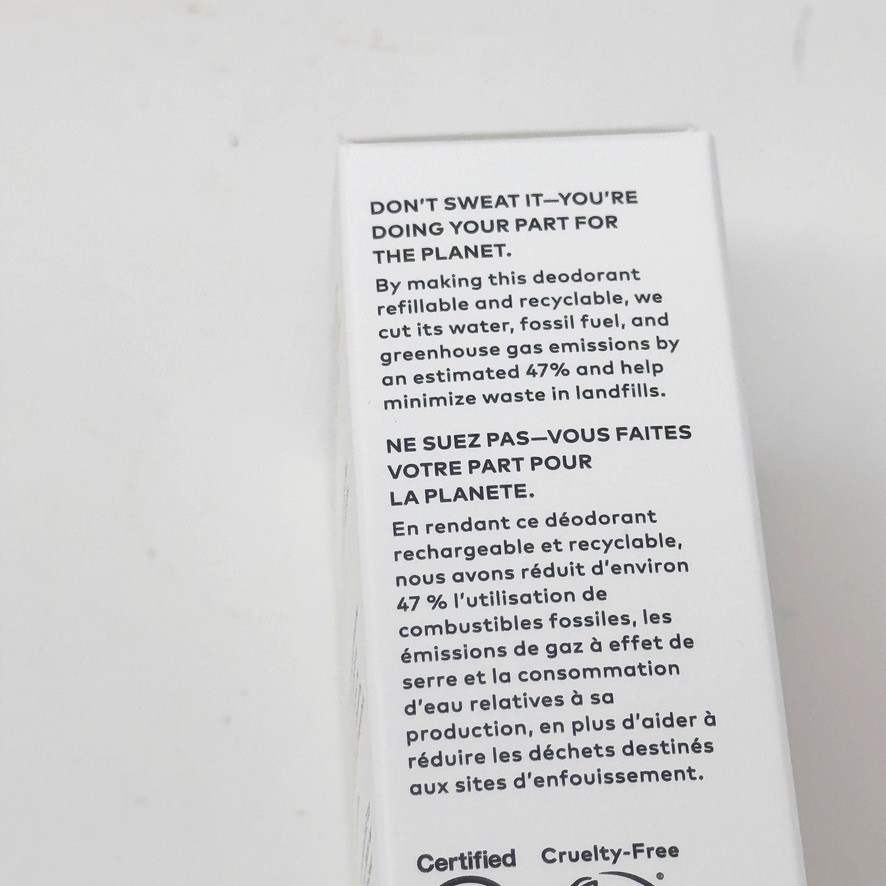 DON'T SWEAT IT—YOU'RE
DOING YOUR PART FOR
THE PLANET.
By making this deodorant
refillable and recyclable, we
cut its water, fossil fuel, and
greenhouse gas emissions by
an estimated 47% and help
minimize waste in landfills.
NE SUEZ PAS—VOUS FAITES
VOTRE PART POUR
LA PLANETE.
En rendant ce déodorant
rechargeable et recyclable,
nous avons réduit d'environ
47 % l'utilisation de
combustibles fossiles, les
émissions de gaz à effet de
serre et la consommation
d'eau relatives à sa
production, en plus d'aider à
réduire les déchets destinés
aux sites d'enfouissement.
Certified Cruelty-Free